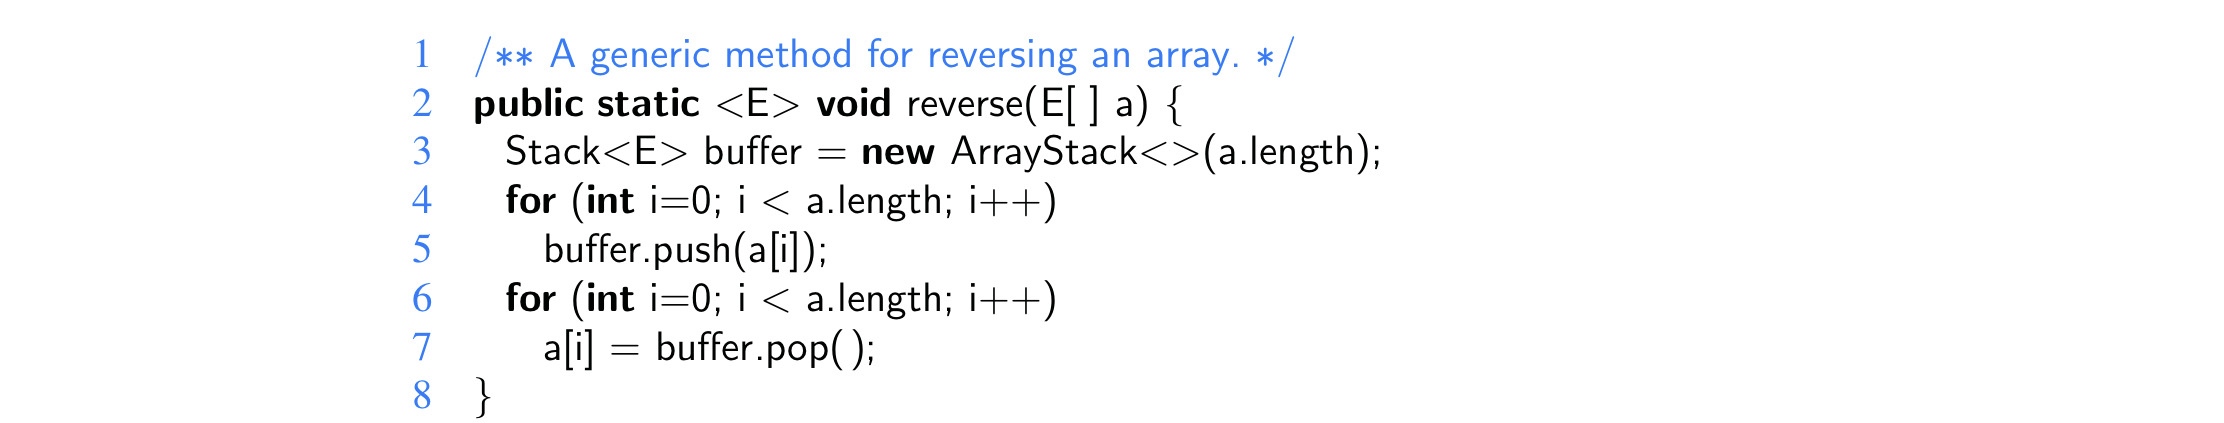 1 /** A generic method for reversing an array. */
2 public static <E> void reverse(E[ ] a) {
3 Stack<E> buffer = new ArrayStack<>(a.length);
4 for (int i=0; i < a.length; i++)
5 buffer.push(a[i]);
6 for (int i=0; i < a.length; i++)
7 a[i] = buffer.pop( );
8 }